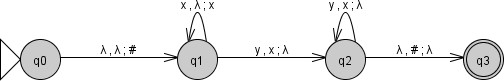 x , λ ; x
y , x ; λ
q0
λ , λ ; #
q1
y , x ; λ
q2
λ , # ; λ
q3